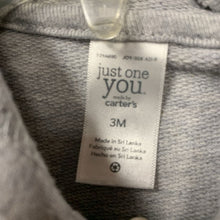 just one
you.
made by
carter's
3M
Made in Sri Lanka
Fabriqué au Sri Lanka
Hecho en Sri Lanka